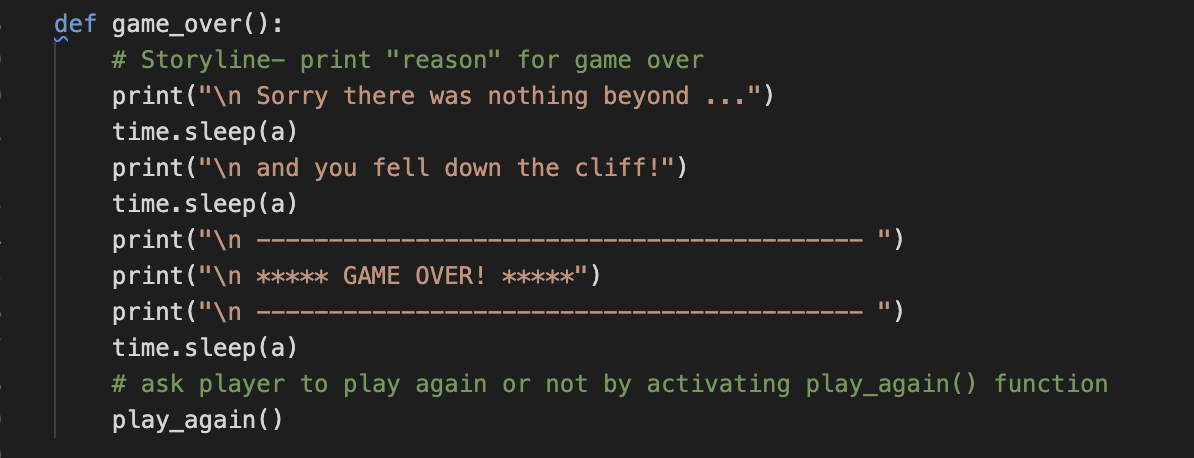 def game_over():
    # Storyline- print "reason" for game over
    print("\n Sorry there was nothing beyond ...")
    time.sleep(a)
    print("\n and you fell down the cliff!")
    time.sleep(a)
    print("\n ------------------------------------------ ")
    print("\n ***** GAME OVER! *****")
    print("\n ------------------------------------------ ")
    time.sleep(a)
    # ask player to play again or not by activating play_again() function
    play_again()